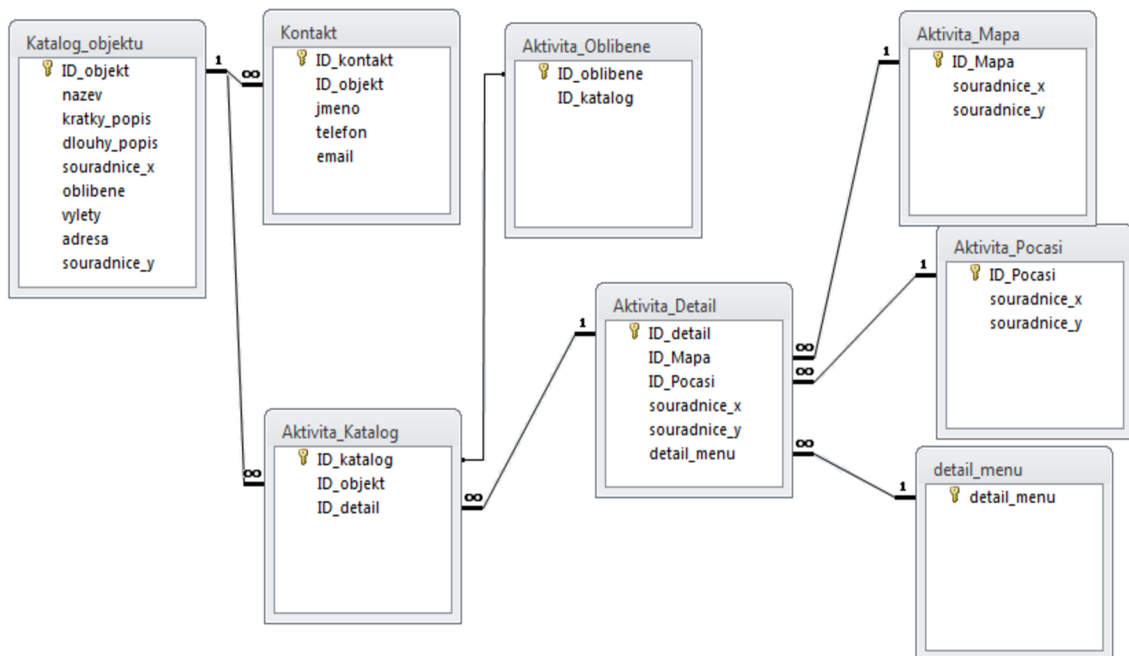 Katalog_objektu
ID_objekt
nazev
kratky_popis
dlouhy_popis
souradnice_x
oblibene
vylety
adresa
souradnice_y
1
∞
Kontakt
ID_kontakt
ID_objekt
jmeno
telefon
email
Aktivita_Oblibene
ID_oblibene
ID_katalog
Aktivita_Mapa
ID_Mapa
souradnice_x
souradnice_y
1
Aktivita_Pocasi
ID_Pocasi
souradnice_x
souradnice_y
1
Aktivita_Detail
ID_detail
ID_Mapa
ID_Pocasi
souradnice_x
souradnice_y
detail_menu
1
∞
∞
∞
Aktivita_Katalog
ID_katalog
ID_objekt
ID_detail
∞
∞
detail_menu
detail_menu
1